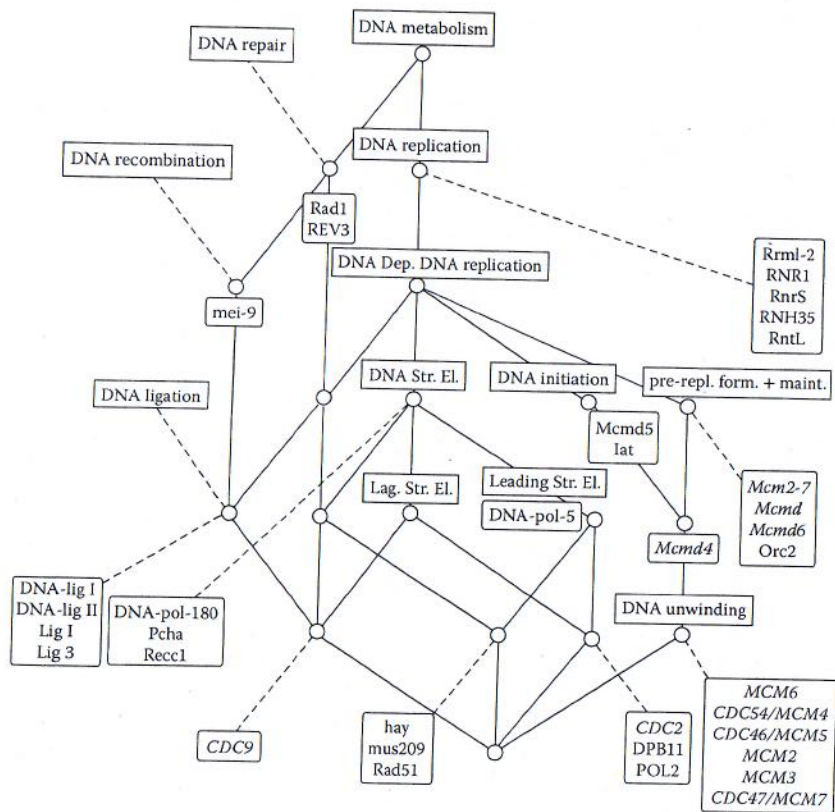 DNA metabolism
DNA repair
DNA replication
DNA recombination
Rad1
REV3
DNA Dep. DNA replication
Rrml-2
RNR1
RnrS
RNH35
RntL
mei-9
DNA Str. El.
DNA initiation
pre-repl. form. + maint.
DNA ligation
Mcmd5
Iat
Lag. Str. El.
Leading Str. El.
DNA-pol-5
Mcm2-7
Mcmd
Mcmd6
Orc2
Mcmd4
DNA-lig I
DNA-lig II
Lig I
Lig 3
DNA-pol-180
Pcha
Recc1
DNA unwinding
CDC9
hay
mus209
Rad51
CDC2
DPB11
POL2
MCM6
CDC54/MCM4
CDC46/MCM5
MCM2
MCM3
CDC47/MCM7